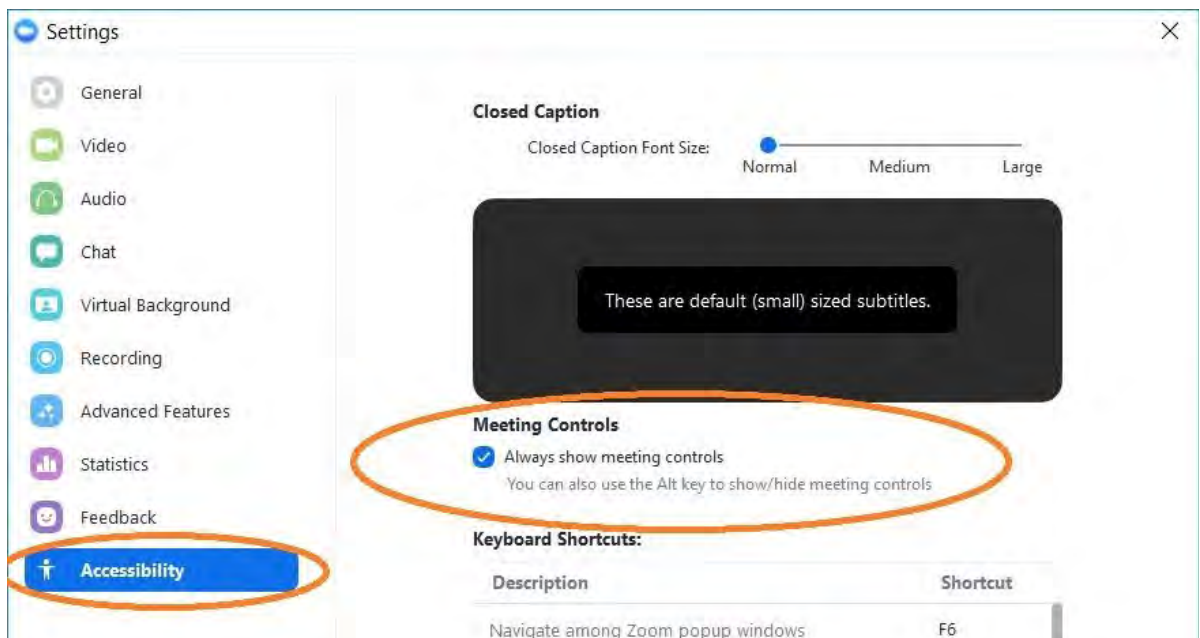 Settings
General
Video
Audio
Chat
Virtual Background
Recording
Advanced Features
Statistics
Feedback
Accessibility
Closed Caption
Closed Caption Font Size:
Normal Medium Large
These are default (small) sized subtitles.
Meeting Controls
Always show meeting controls
You can also use the Alt key to show/hide meeting controls
Keyboard Shortcuts:
Description Shortcut
Navigate among Zoom popup windows F6